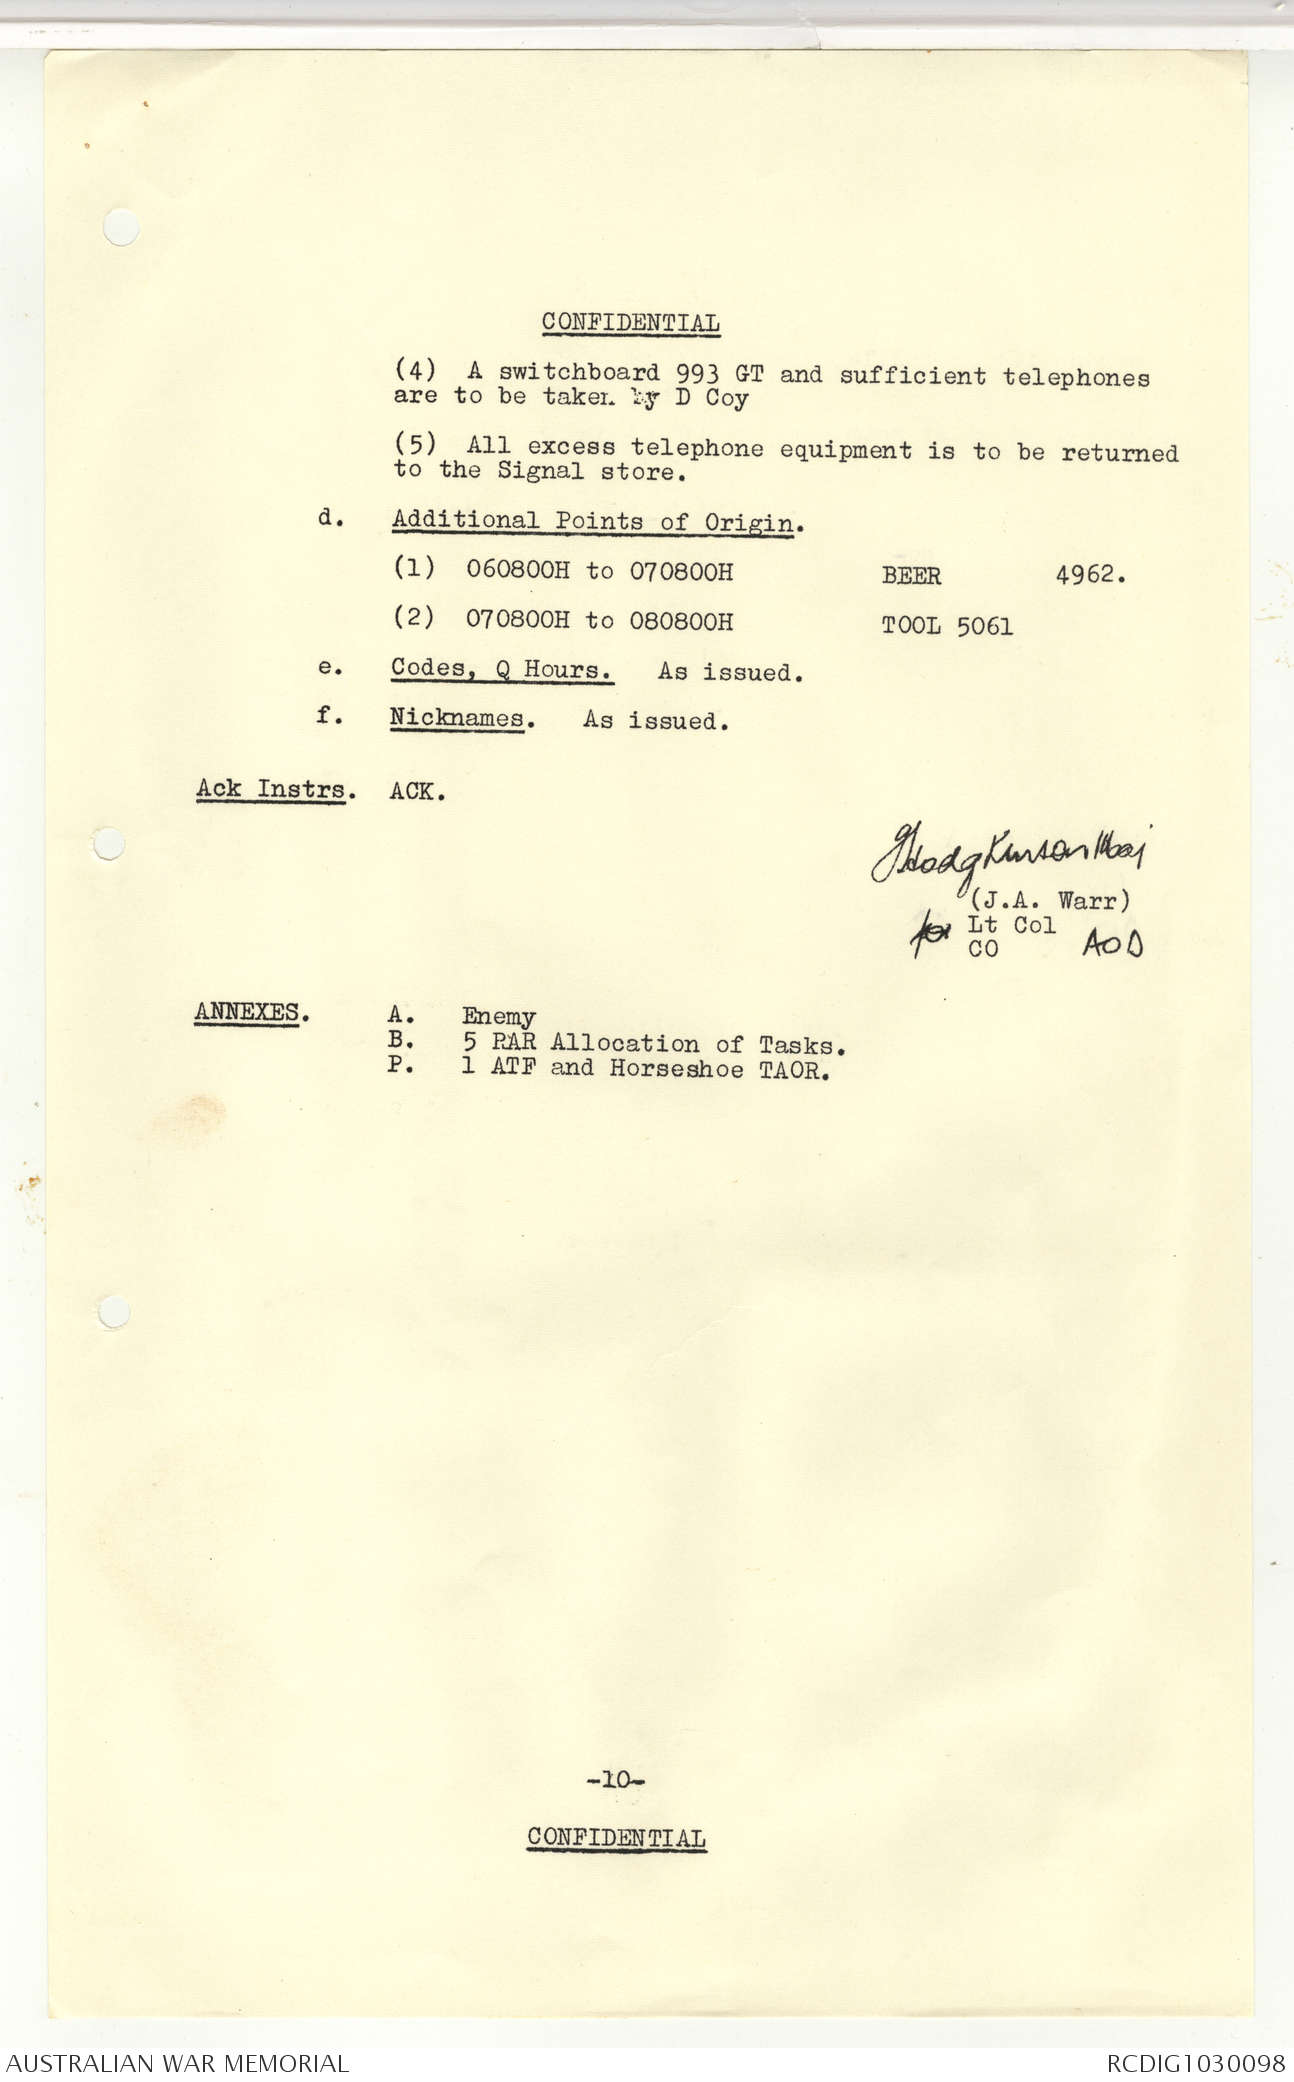 CONFIDENTIAL
(4) A switchboard 993 GT and sufficient telephones
are to be taken by D Coy
(5) All excess telephone equipment is to be returned
to the Signal store.
d. Additional Points of Origin.
(1) 060800H to 070800H BEER 4962.
(2) 070800H to 080800H TOOL 5061
e. Codes, Q Hours. As issued.
f. Nicknames. As issued.
Ack Instrs. ACK.
Hodgkinson Maj
(J.A. Warr)
for Lt Col
CO AOD
ANNEXES. A. Enemy
B. 5 RAR Allocation of Tasks.
P. 1 ATF and Horseshoe TAOR.
-10-
CONFIDENTIAL
AUSTRALIAN WAR MEMORIAL RCDIG1030098